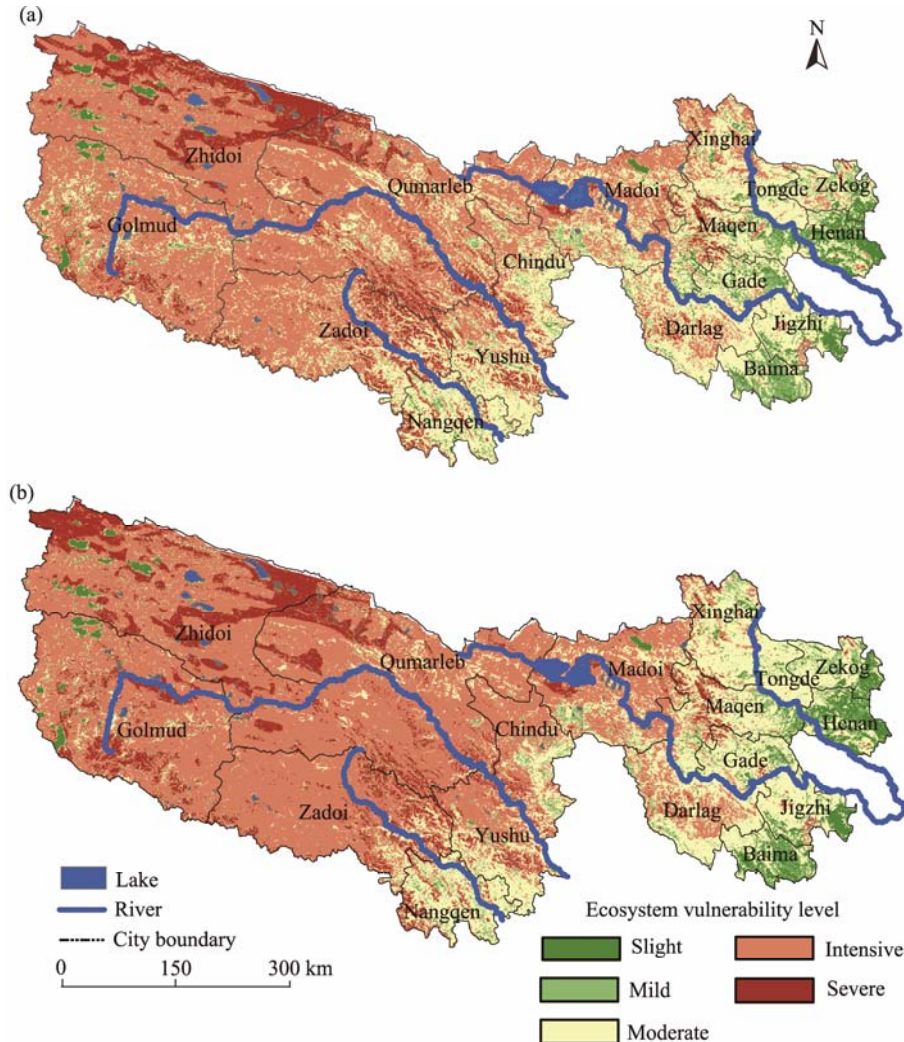 (a)
N
Zhidoi
Golmud
Qumarleb
Madoi
Xinghai
Tongde
Zekog
Henan
Maqen
Chindu
Gade
Darlag
Jigzhi
Baima
Zadoi
Yushu
Nangqen
(b)
Zhidoi
Golmud
Qumarleb
Madoi
Xinghai
Tongde
Zekog
Henan
Maqen
Chindu
Gade
Darlag
Jigzhi
Baima
Zadoi
Yushu
Nangqen
Lake
River
City boundary
0 150 300 km
Ecosystem vulnerability level
Slight
Mild
Moderate
Intensive
Severe